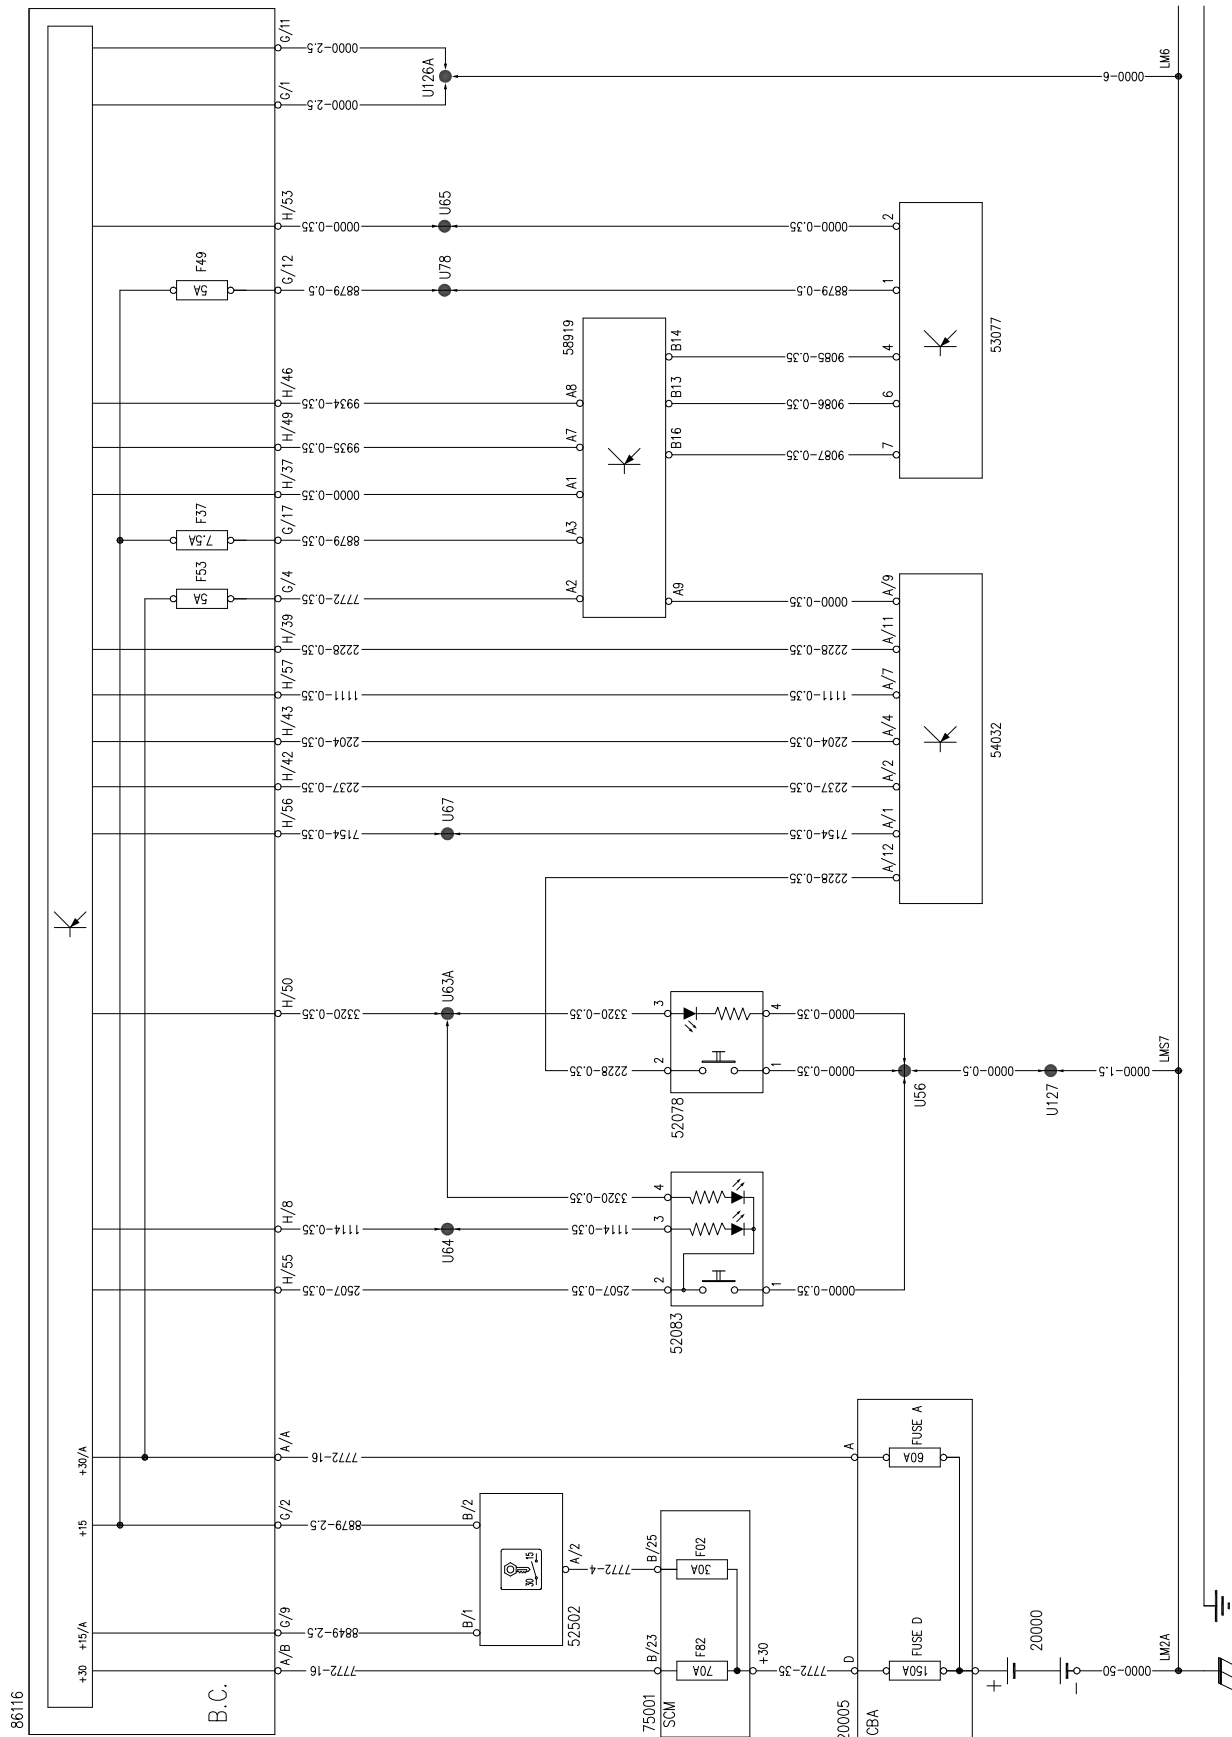 86116
B.C.
+30
+15/A
+15
+30/A
F53
5A
F37
7.5A
F49
5A
A/B
G/9
G/2
A/A
H/55
H/8
H/50
H/56
H/42
H/43
H/57
H/39
G/4
G/17
H/37
H/49
H/46
G/12
H/53
G/1
G/11
7772-16
8849-2.5
8879-2.5
7772-16
2507-0.35
1114-0.35
3320-0.35
7154-0.35
2237-0.35
2204-0.35
1111-0.35
2228-0.35
7772-0.35
8879-0.35
0000-0.35
9935-0.35
9934-0.35
8879-0.5
0000-0.35
0000-2.5
0000-2.5
U64
U63A
U67
U78
U65
U126A
B/1
B/2
52502
30
15
A/2
7772-4
58919
A2
A3
A1
A7
A8
A9
B16
B13
B14
75001
SCM
B/23
B/25
F82
70A
F02
30A
+30
7772-35
52083
2
3
4
1
2507-0.35
1114-0.35
3320-0.35
0000-0.35
52078
2
3
1
4
2228-0.35
3320-0.35
0000-0.35
0000-0.35
2228-0.35
7154-0.35
2237-0.35
2204-0.35
1111-0.35
2228-0.35
0000-0.35
9087-0.35
9086-0.35
9085-0.35
8879-0.5
0000-0.35
A/12
A/1
A/2
A/4
A/7
A/11
A/9
54032
7
6
4
1
2
53077
20005
CBA
D
A
FUSE D
150A
FUSE A
60A
+
-
20000
U56
0000-0.5
U127
0000-50
0000-1.5
0000-6
LM2A
LMS7
LM6